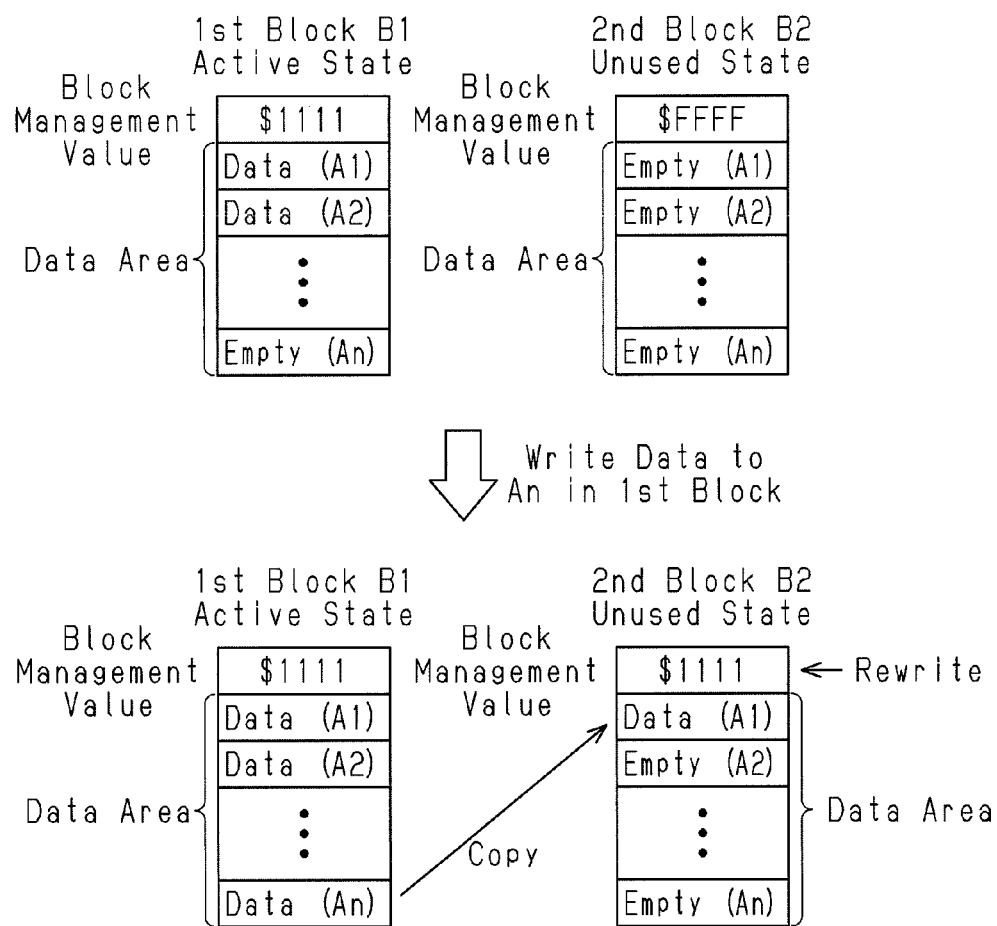 1st Block B1
Active State
Block
Management
Value
$1111
Data (A1)
Data (A2)
Data Area
Empty (An)
2nd Block B2
Unused State
Block
Management
Value
$FFFF
Empty (A1)
Empty (A2)
Data Area
Empty (An)
Write Data to
An in 1st Block
1st Block B1
Active State
Block
Management
Value
$1111
Data (A1)
Data (A2)
Data Area
Data (An)
Copy
2nd Block B2
Unused State
Block
Management
Value
$1111
Rewrite
Data (A1)
Empty (A2)
Data Area
Empty (An)